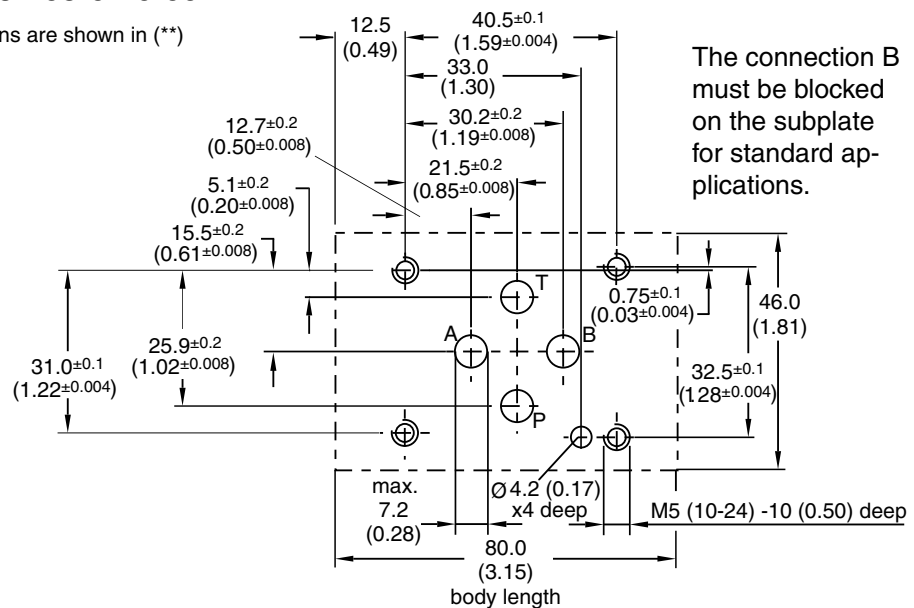 ns are shown in (**)
12.5
(0.49)
40.5±0.1
(1.59±0.004)
33.0
(1.30)
30.2±0.2
(1.19±0.008)
12.7±0.2
(0.50±0.008)
21.5±0.2
(0.85±0.008)
5.1±0.2
(0.20±0.008)
15.5±0.2
(0.61±0.008)
The connection B
must be blocked
on the subplate
for standard ap-
plications.
T
A
B
P
0.75±0.1
(0.03±0.004)
46.0
(1.81)
31.0±0.1
(1.22±0.004)
25.9±0.2
(1.02±0.008)
32.5±0.1
(1.28±0.004)
max.
7.2
(0.28)
Ø 4.2 (0.17)
x4 deep
M5 (10-24) -10 (0.50) deep
80.0
(3.15)
body length